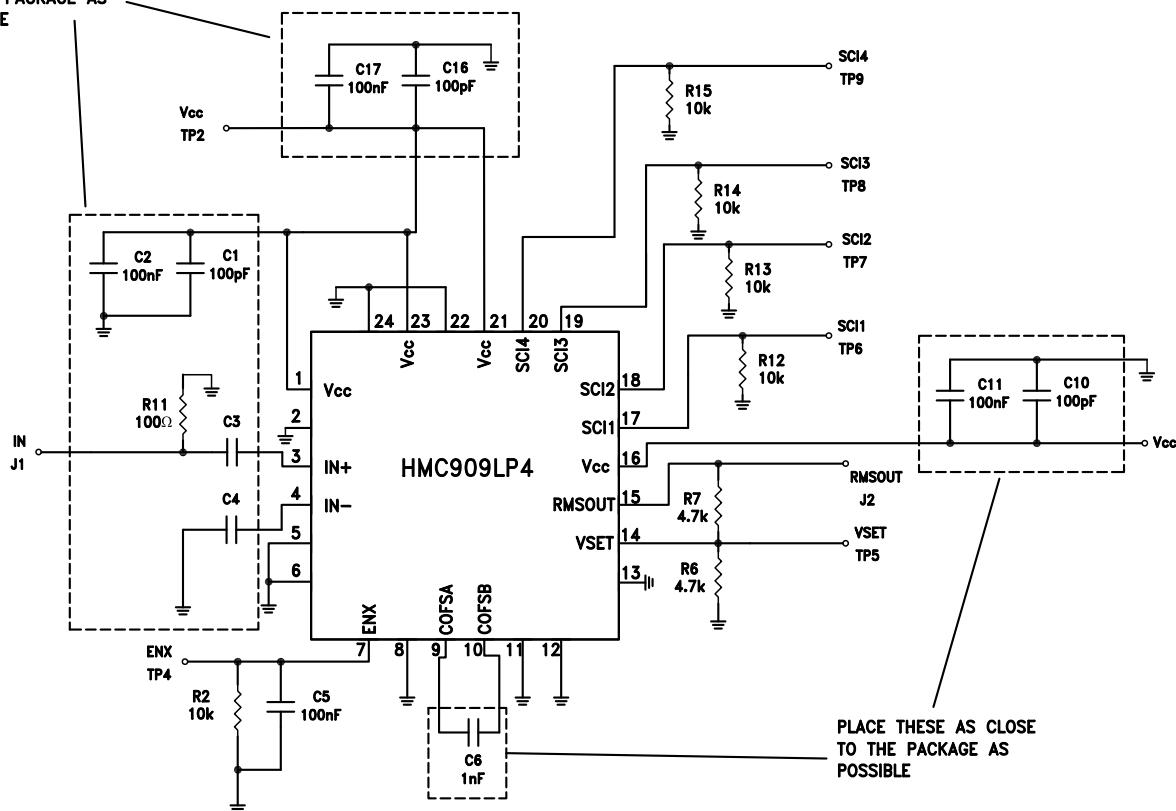 PACKAGE AS
E
C17
100nF
C16
100pF
Vcc
TP2
SCI4
TP9
R15
10k
SCI3
TP8
R14
10k
SCI2
TP7
R13
10k
SCI1
TP6
R12
10k
C2
100nF
C1
100pF
24
23
22
21
20
19
Vcc
Vcc
SCI4
SCI3
1
Vcc
2
3
IN+
4
IN-
5
6
R11
100Ω
C3
C4
IN
J1
HMC909LP4
SCI2
18
SCI1
17
Vcc
16
RMSOUT
15
VSET
14
13
C11
100nF
C10
100pF
Vcc
RMSOUT
J2
R7
4.7k
VSET
TP5
R6
4.7k
ENX
COFSA
COFSB
7
8
9
10
11
12
ENX
TP4
R2
10k
C5
100nF
C6
1nF
PLACE THESE AS CLOSE
TO THE PACKAGE AS
POSSIBLE